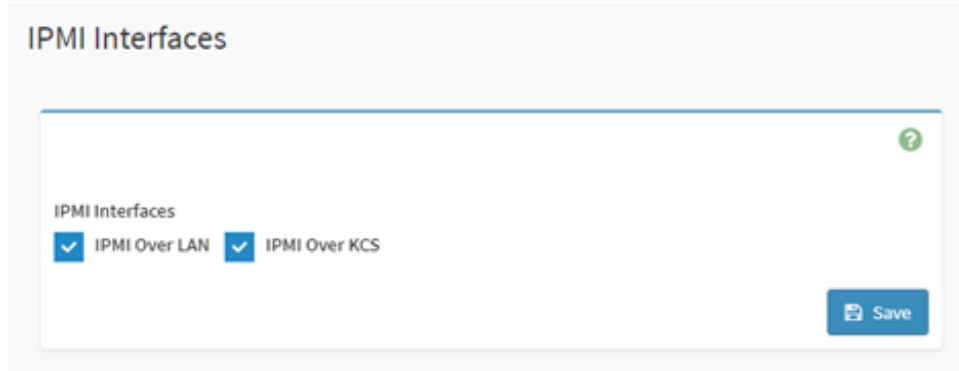 IPMI Interfaces
IPMI Interfaces
IPMI Over LAN IPMI Over KCS
Save